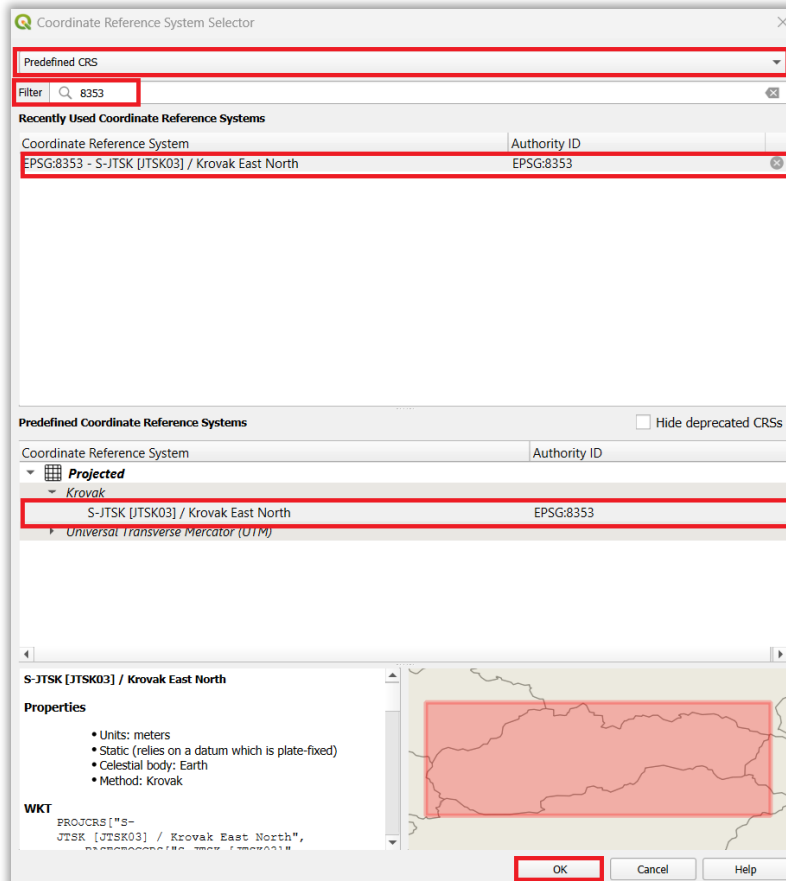 Coordinate Reference System Selector
Predefined CRS
Filter 8353
Recently Used Coordinate Reference Systems
Coordinate Reference System Authority ID
EPSG:8353 - S-JTSK [JTSK03] / Krovak East North EPSG:8353
Predefined Coordinate Reference Systems Hide deprecated CRSs
Coordinate Reference System Authority ID
Projected
Krovak
S-JTSK [JTSK03] / Krovak East North EPSG:8353
Universal Transverse Mercator (UTM)
S-JTSK [JTSK03] / Krovak East North
Properties
• Units: meters
• Static (relies on a datum which is plate-fixed)
• Celestial body: Earth
• Method: Krovak
WKT
PROJCRS["S-
JTSK [JTSK03] / Krovak East North",
OK Cancel Help